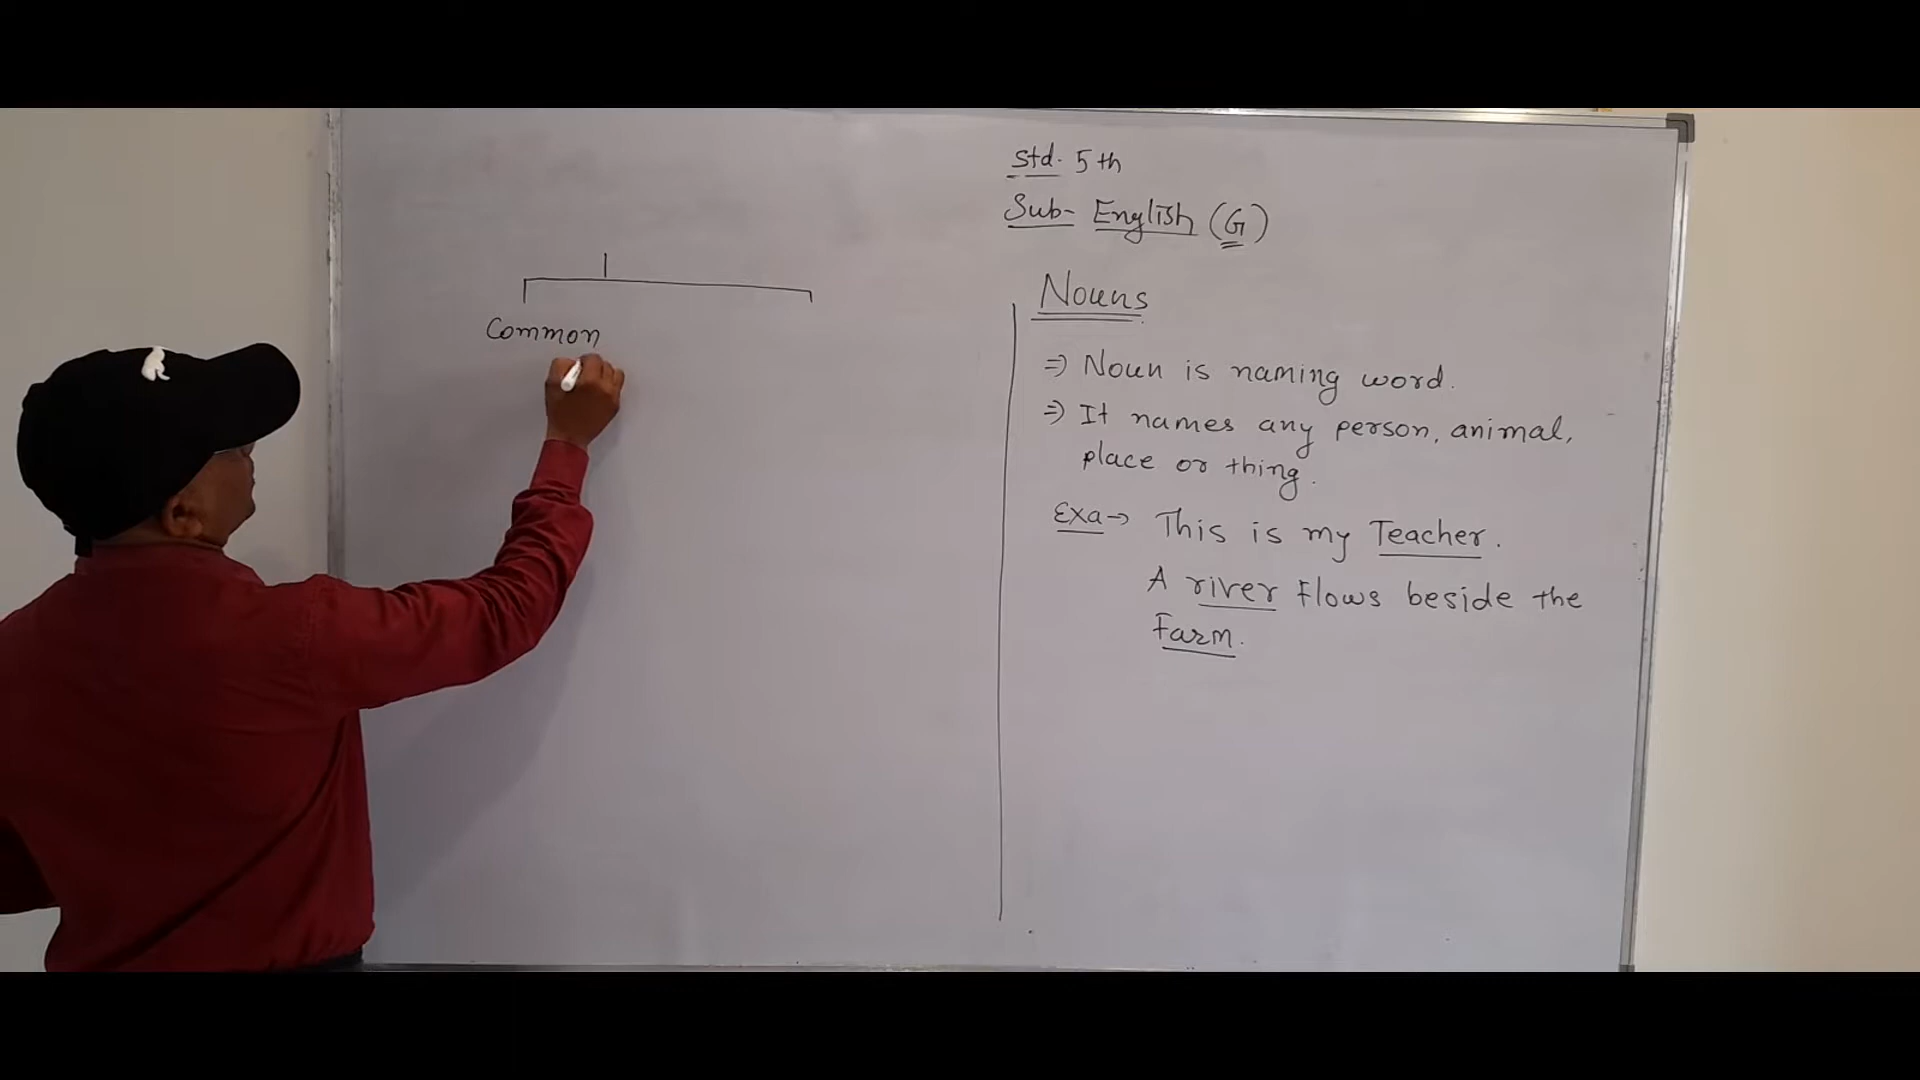 Std. 5th
Sub- English (G)
Nouns
⇒ Noun is naming word.
⇒ It names any person, animal,
place or thing.
Exa→ This is my Teacher.
A river flows beside the
Farm.
Common